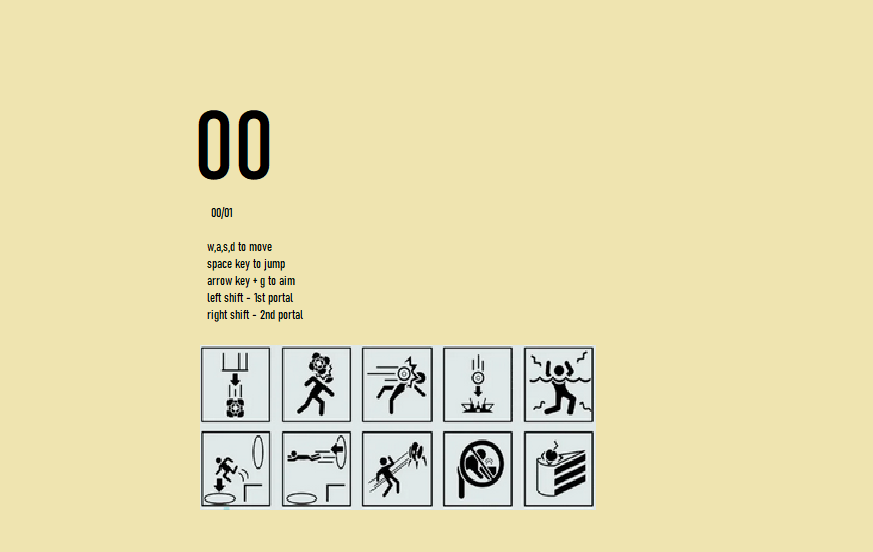 00
00/01
w,a,s,d to move
space key to jump
arrow key + g to aim
left shift - 1st portal
right shift - 2nd portal